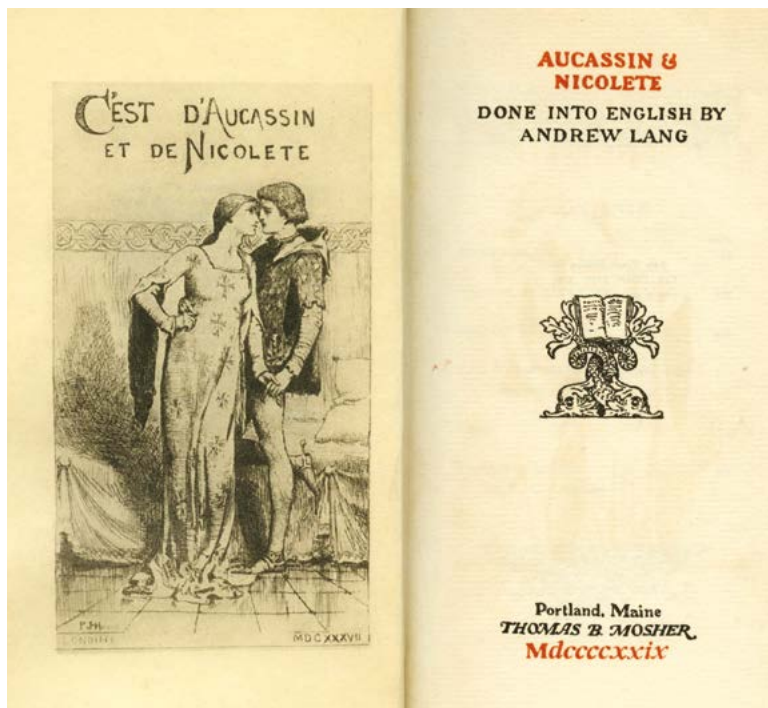 C'EST D'AUCASSIN
ET DE NICOLETE
P.J.H.
LONDINI MDCXXXVII
AUCASSIN &
NICOLETE
DONE INTO ENGLISH BY
ANDREW LANG
Portland, Maine
THOMAS B. MOSHER
Mdccccxxix